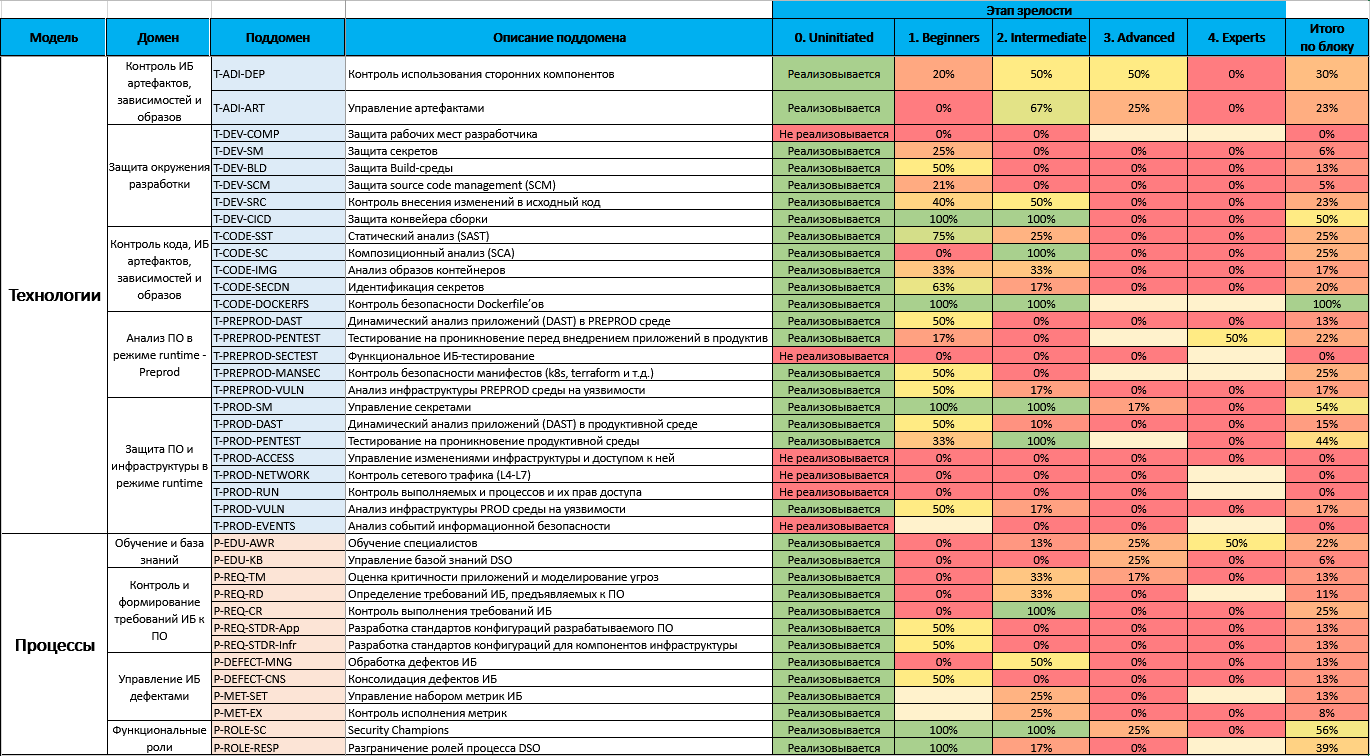 Этап зрелости
Модель Домен Поддомен Описание поддомена 0. Uninitiated 1. Beginners 2. Intermediate 3. Advanced 4. Experts Итого по блоку
Технологии
Контроль ИБ артефактов, зависимостей и образов
T-ADI-DEP Контроль использования сторонних компонентов Реализовывается 20% 50% 50% 0% 30%
T-ADI-ART Управление артефактами Реализовывается 0% 67% 25% 0% 23%
Защита окружения разработки
T-DEV-COMP Защита рабочих мест разработчика Не реализовывается 0% 0% 0%
T-DEV-SM Защита секретов Реализовывается 25% 0% 0% 0% 6%
T-DEV-BLD Защита Build-среды Реализовывается 50% 0% 0% 0% 13%
T-DEV-SCM Защита source code management (SCM) Реализовывается 21% 0% 0% 0% 5%
T-DEV-SRC Контроль внесения изменений в исходный код Реализовывается 40% 50% 0% 0% 23%
T-DEV-CICD Защита конвейера сборки Реализовывается 100% 100% 0% 0% 50%
Контроль кода, ИБ артефактов, зависимостей и образов
T-CODE-SST Статический анализ (SAST) Реализовывается 75% 25% 0% 0% 25%
T-CODE-SC Композиционный анализ (SCA) Реализовывается 0% 100% 0% 0% 25%
T-CODE-IMG Анализ образов контейнеров Реализовывается 33% 33% 0% 0% 17%
T-CODE-SECDN Идентификация секретов Реализовывается 63% 17% 0% 0% 20%
T-CODE-DOCKERFS Контроль безопасности Dockerfile’ов Реализовывается 100% 100% 100%
Анализ ПО в режиме runtime - Preprod
T-PREPROD-DAST Динамический анализ приложений (DAST) в PREPROD среде Реализовывается 50% 0% 0% 0% 13%
T-PREPROD-PENTEST Тестирование на проникновение перед внедрением приложений в продуктив Реализовывается 17% 0% 50% 22%
T-PREPROD-SECTEST Функциональное ИБ-тестирование Не реализовывается 0% 0% 0% 0%
T-PREPROD-MANSEC Контроль безопасности манифестов (k8s, terraform и т.д.) Реализовывается 50% 0% 25%
T-PREPROD-VULN Анализ инфраструктуры PREPROD среды на уязвимости Реализовывается 50% 17% 0% 0% 17%
Защита ПО и инфраструктуры в режиме runtime
T-PROD-SM Управление секретами Реализовывается 100% 100% 17% 0% 54%
T-PROD-DAST Динамический анализ приложений (DAST) в продуктивной среде Реализовывается 50% 10% 0% 0% 15%
T-PROD-PENTEST Тестирование на проникновение продуктивной среды Реализовывается 33% 100% 0% 44%
T-PROD-ACCESS Управление изменениями инфраструктуры и доступом к ней Не реализовывается 0% 0% 0% 0% 0%
T-PROD-NETWORK Контроль сетевого трафика (L4-L7) Не реализовывается 0% 0% 0% 0%
T-PROD-RUN Контроль выполняемых и процессов и их прав доступа Не реализовывается 0% 0% 0% 0%
T-PROD-VULN Анализ инфраструктуры PROD среды на уязвимости Реализовывается 50% 17% 0% 0% 17%
T-PROD-EVENTS Анализ событий информационной безопасности Не реализовывается 0% 0% 0%
Процессы
Обучение и база знаний
P-EDU-AWR Обучение специалистов Реализовывается 0% 13% 25% 50% 22%
P-EDU-KB Управление базой знаний DSO Реализовывается 0% 0% 25% 0% 6%
Контроль и формирование требований ИБ к ПО
P-REQ-TM Оценка критичности приложений и моделирование угроз Реализовывается 0% 33% 17% 0% 13%
P-REQ-RD Определение требований ИБ, предъявляемых к ПО Реализовывается 0% 33% 0% 11%
P-REQ-CR Контроль выполнения требований ИБ Реализовывается 0% 100% 0% 0% 25%
P-REQ-STDR-App Разработка стандартов конфигураций разрабатываемого ПО Реализовывается 50% 0% 0% 0% 13%
P-REQ-STDR-Infr Разработка стандартов конфигураций для компонентов инфраструктуры Реализовывается 50% 0% 0% 0% 13%
Управление ИБ дефектами
P-DEFECT-MNG Обработка дефектов ИБ Реализовывается 0% 50% 0% 0% 13%
P-DEFECT-CNS Консолидация дефектов ИБ Реализовывается 50% 0% 0% 0% 13%
P-MET-SET Управление набором метрик ИБ Реализовывается 25% 0% 13%
P-MET-EX Контроль исполнения метрик Реализовывается 25% 0% 0% 8%
Функциональные роли
P-ROLE-SC Security Champions Реализовывается 100% 100% 25% 0% 56%
P-ROLE-RESP Разграничение ролей процесса DSO Реализовывается 100% 17% 0% 39%